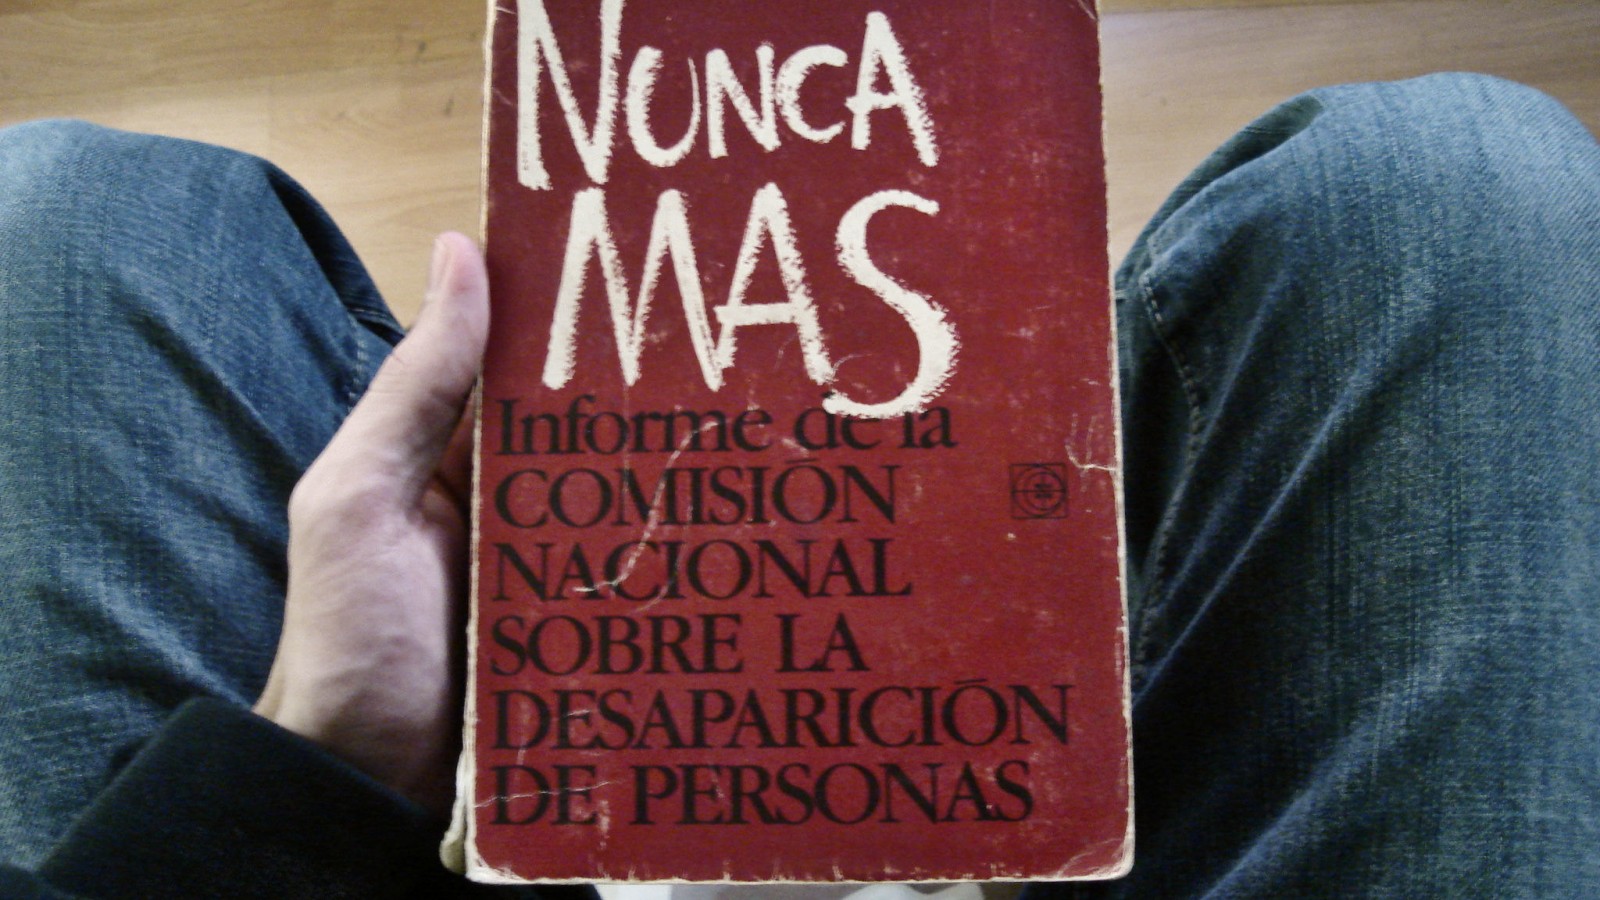 NUNCA
MAS
Informe de la
COMISIÓN
NACIONAL
SOBRE LA
DESAPARICIÓN
DE PERSONAS